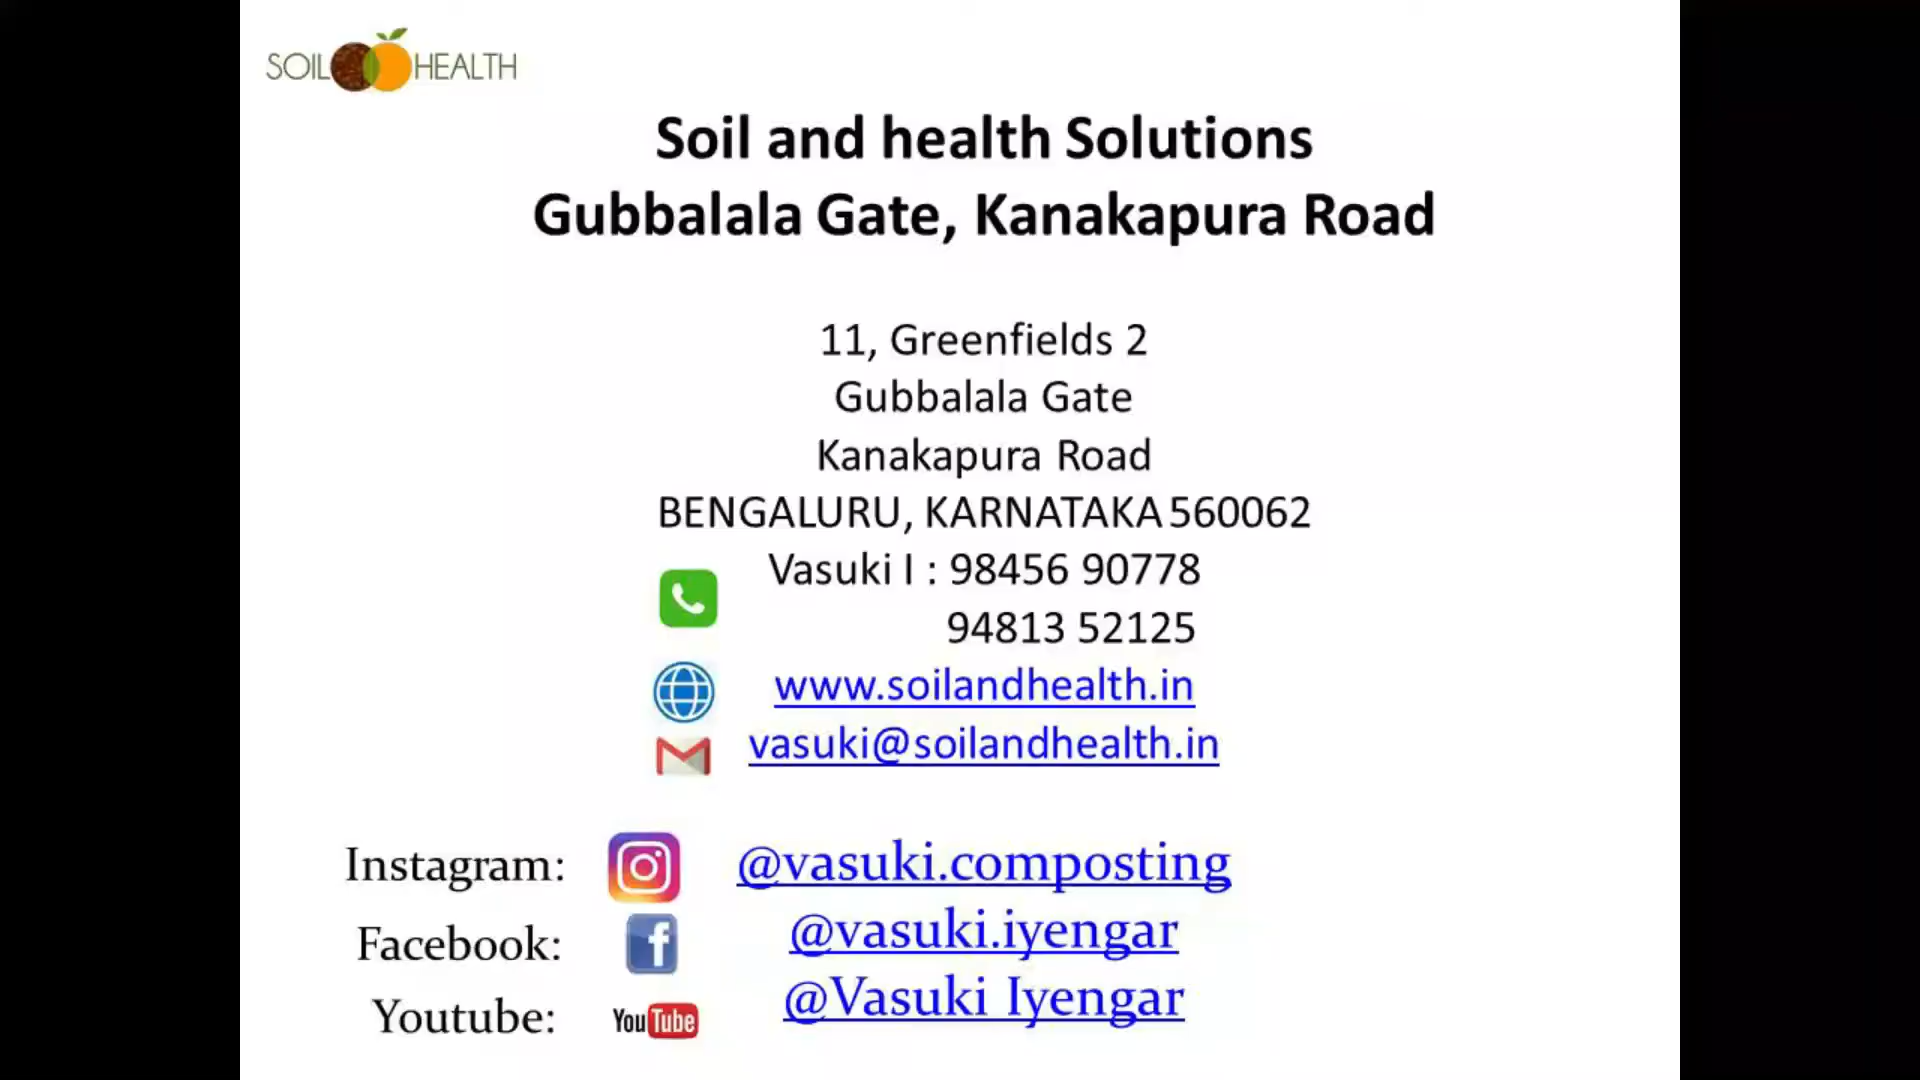 SOIL HEALTH
Soil and health Solutions
Gubbalala Gate, Kanakapura Road
11, Greenfields 2
Gubbalala Gate
Kanakapura Road
BENGALURU, KARNATAKA 560062
Vasuki I : 98456 90778
94813 52125
www.soilandhealth.in
vasuki@soilandhealth.in
Instagram: @vasuki.composting
Facebook: f @vasuki.iyengar
Youtube: YouTube @Vasuki Iyengar